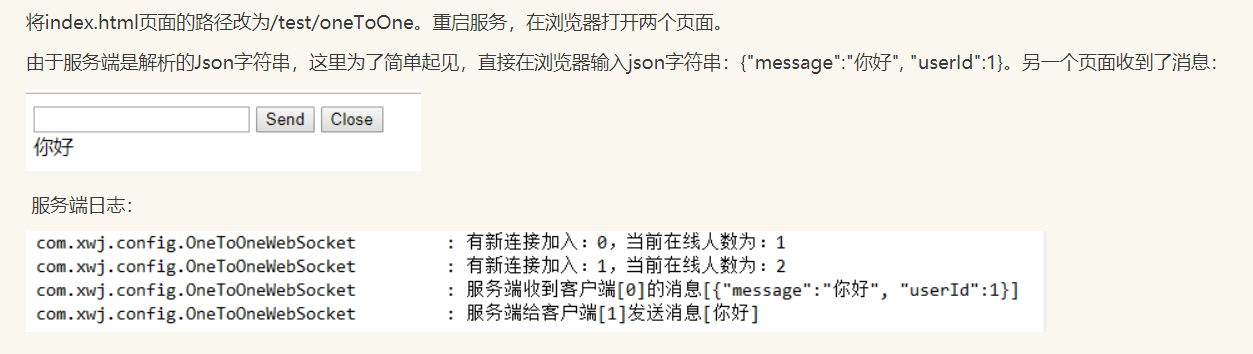 将index.html页面的路径改为/test/oneToOne。重启服务，在浏览器打开两个页面。
由于服务端是解析的Json字符串，这里为了简单起见，直接在浏览器输入json字符串：{"message":"你好", "userId":1}。另一个页面收到了消息：
Send Close
你好
服务端日志：
com.xwj.config.OneToOneWebSocket : 有新连接加入：0，当前在线人数为：1
com.xwj.config.OneToOneWebSocket : 有新连接加入：1，当前在线人数为：2
com.xwj.config.OneToOneWebSocket : 服务端收到客户端[0]的消息[{"message":"你好", "userId":1}]
com.xwj.config.OneToOneWebSocket : 服务端给客户端[1]发送消息[你好]